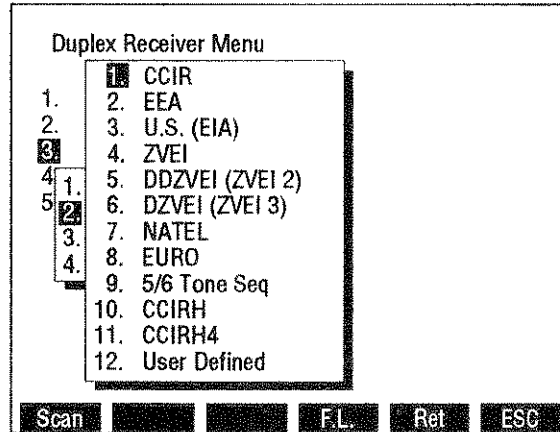 Duplex Receiver Menu
1.
2.
3.
4
5
1.
2.
3.
4.
1. CCIR
2. EEA
3. U.S. (EIA)
4. ZVEI
5. DDZVEI (ZVEI 2)
6. DZVEI (ZVEI 3)
7. NATEL
8. EURO
9. 5/6 Tone Seq
10. CCIRH
11. CCIRH4
12. User Defined
Scan F.L. Ret ESC